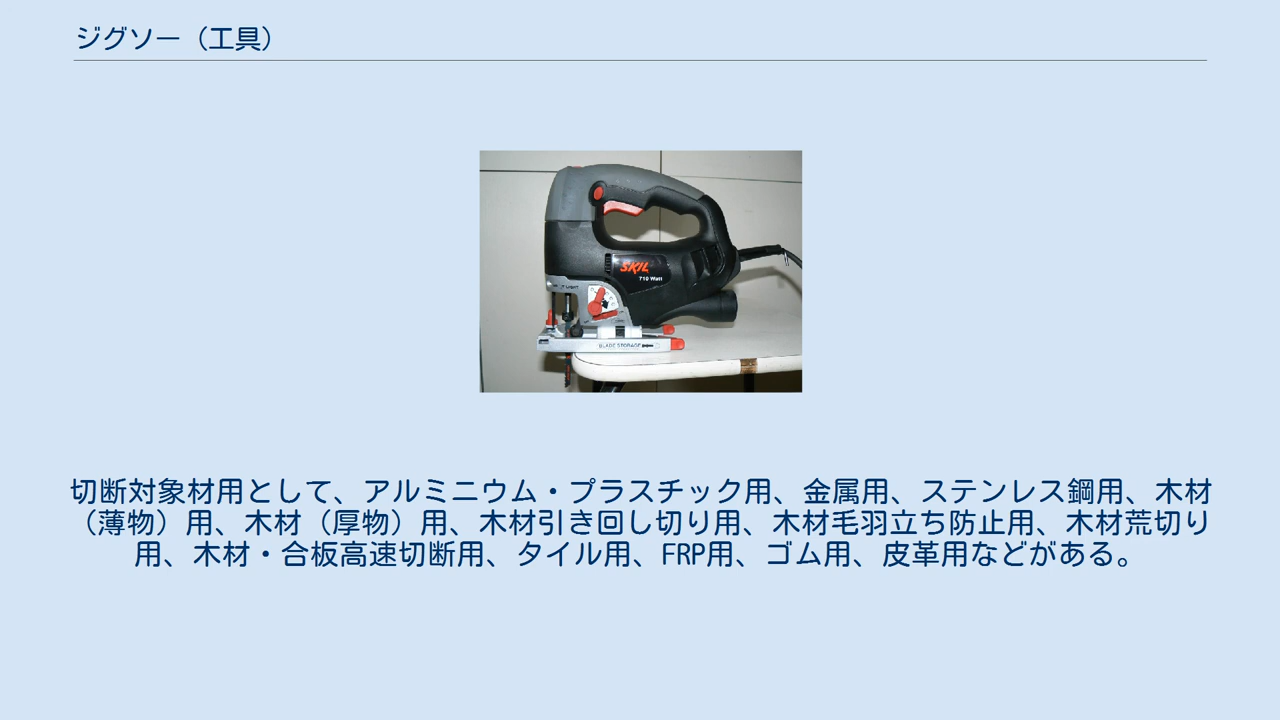 ジグソー（工具）
SKIL
710 Watt
BLADE STORAGE
切断対象材用として、アルミニウム・プラスチック用、金属用、ステンレス鋼用、木材
（薄物）用、木材（厚物）用、木材引き回し切り用、木材毛羽立ち防止用、木材荒切り
用、木材・合板高速切断用、タイル用、FRP用、ゴム用、皮革用などがある。